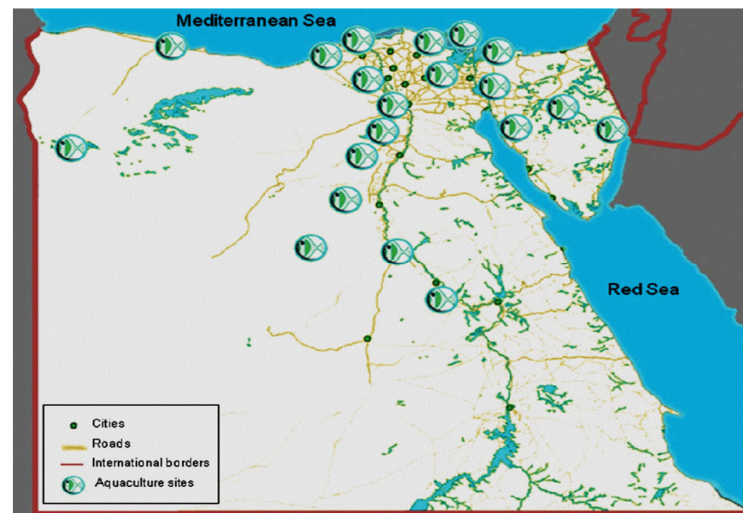 Mediterranean Sea
Red Sea
Cities
Roads
International borders
Aquaculture sites